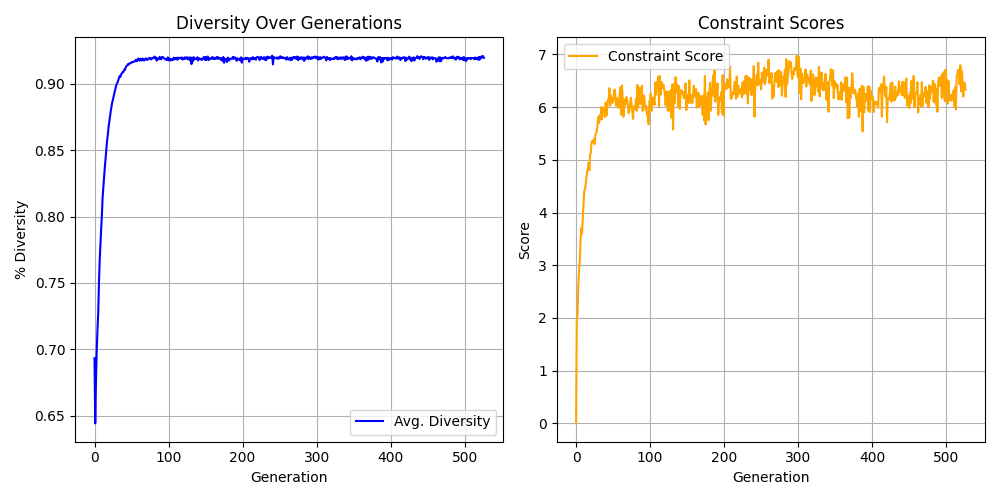 Diversity Over Generations
0.90
0.85
0.80
0.75
0.70
0.65
% Diversity
Avg. Diversity
0 100 200 300 400 500
Generation
Constraint Scores
Constraint Score
7
6
5
4
3
2
1
0
Score
0 100 200 300 400 500
Generation